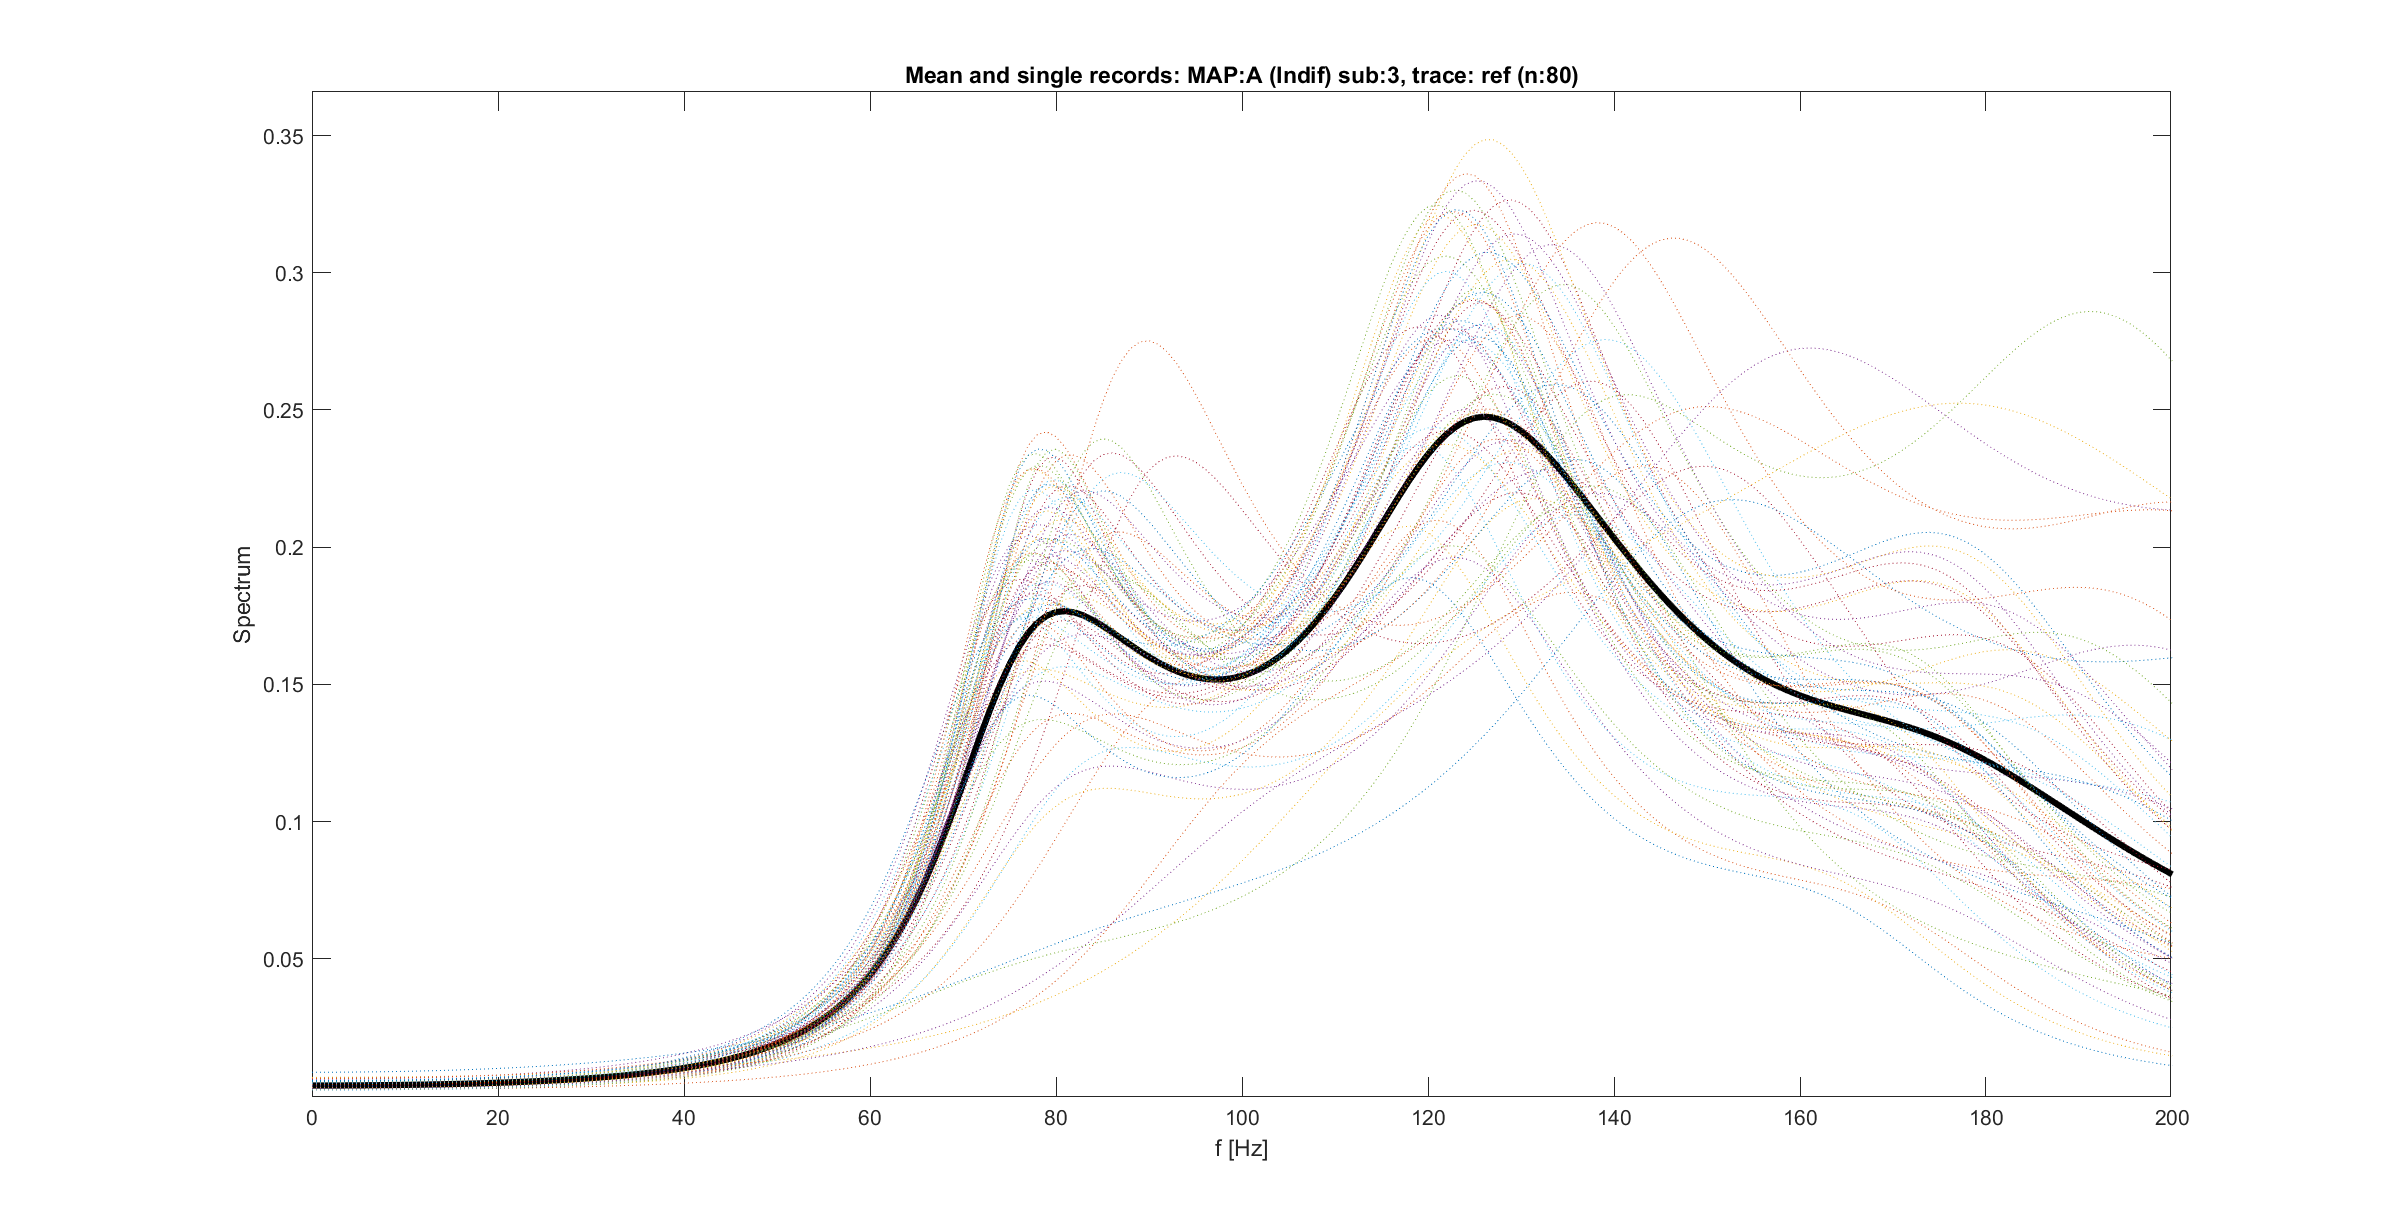 Mean and single records: MAP:A (Indif) sub:3, trace: ref (n:80)
0.35
0.3
0.25
0.2
0.15
0.1
0.05
Spectrum
0 20 40 60 80 100 120 140 160 180 200
f [Hz]